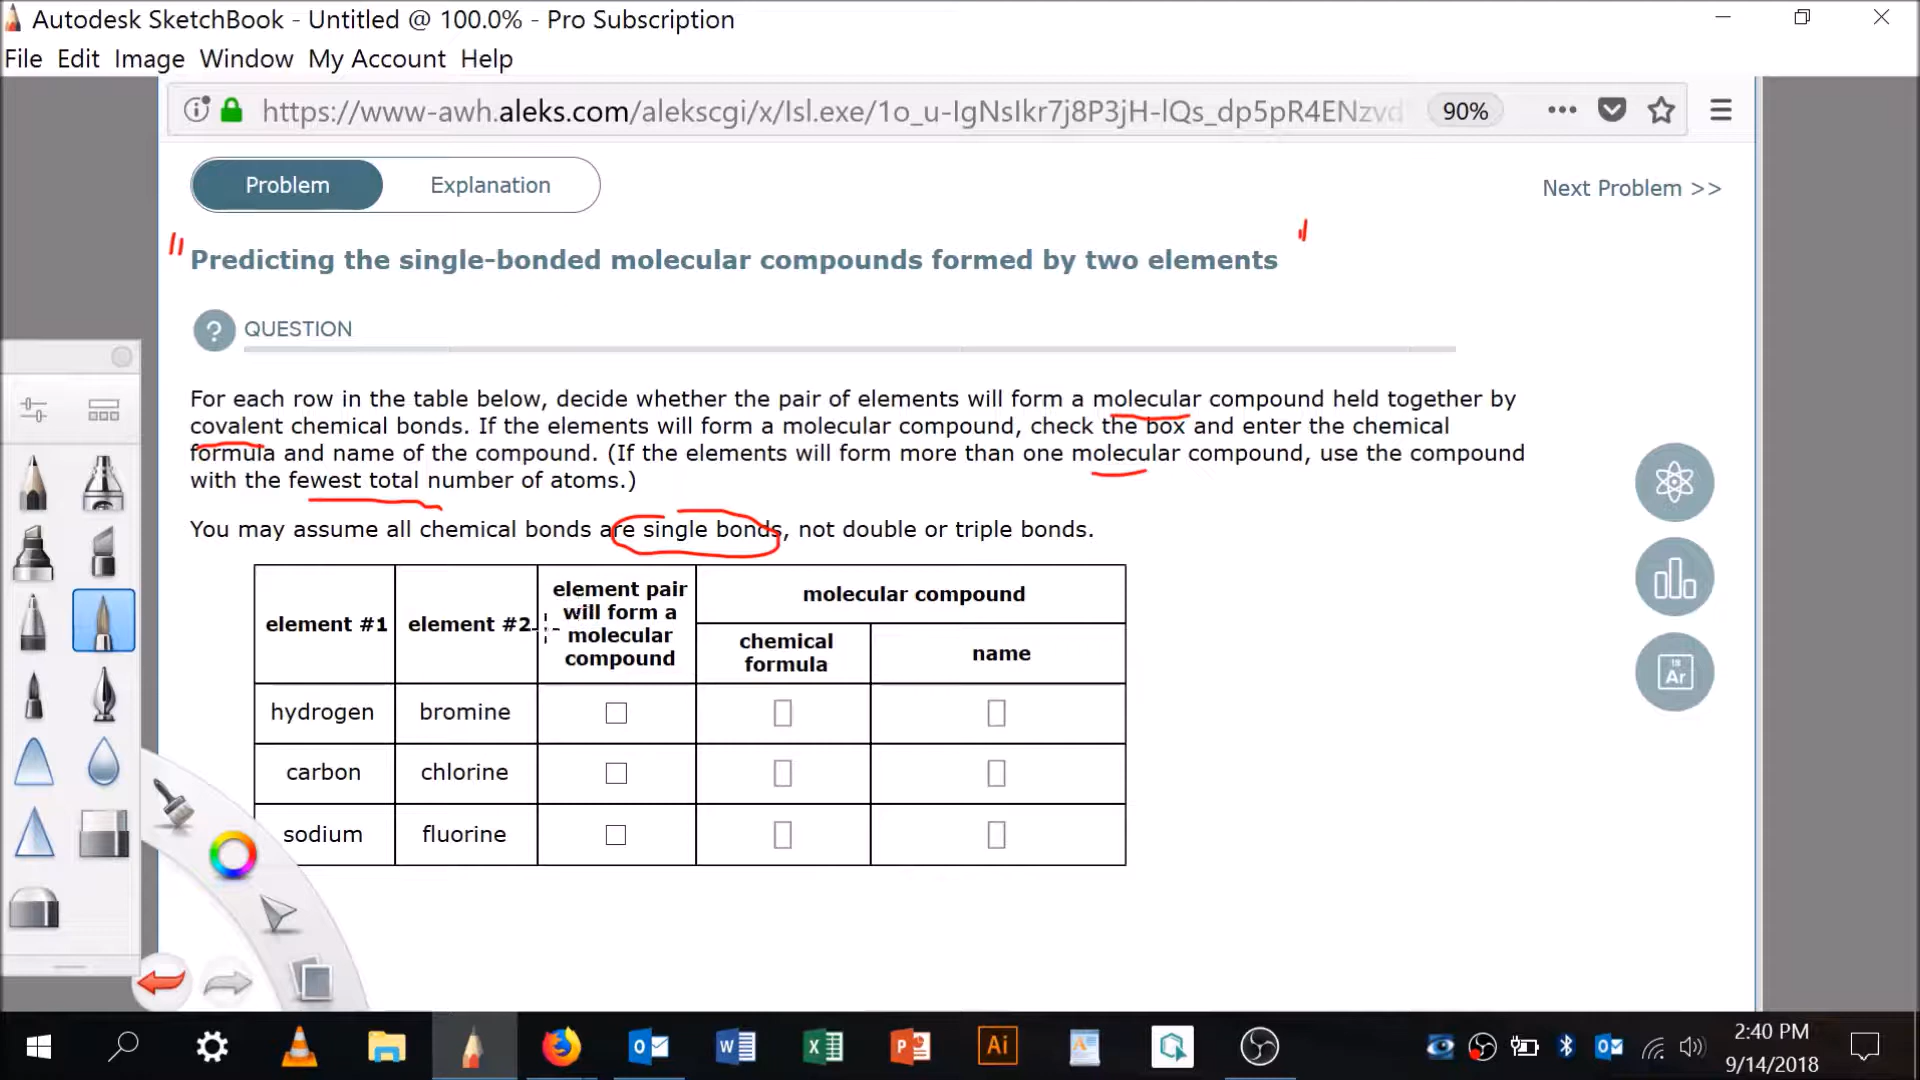 Autodesk SketchBook - Untitled @ 100.0% - Pro Subscription
File Edit Image Window My Account Help
https://www-awh.aleks.com/alekscgi/x/Isl.exe/1o_u-IgNsIkr7j8P3jH-lQs_dp5pR4ENzvd
90%
Problem
Explanation
Next Problem >>
Predicting the single-bonded molecular compounds formed by two elements
? QUESTION
For each row in the table below, decide whether the pair of elements will form a molecular compound held together by
covalent chemical bonds. If the elements will form a molecular compound, check the box and enter the chemical
formula and name of the compound. (If the elements will form more than one molecular compound, use the compound
with the fewest total number of atoms.)
You may assume all chemical bonds are single bonds, not double or triple bonds.
element #1
element #2
element pair
will form a
molecular
compound
molecular compound
chemical
formula
name
hydrogen bromine
carbon chlorine
sodium fluorine
18
Ar
Ai
2:40 PM
9/14/2018